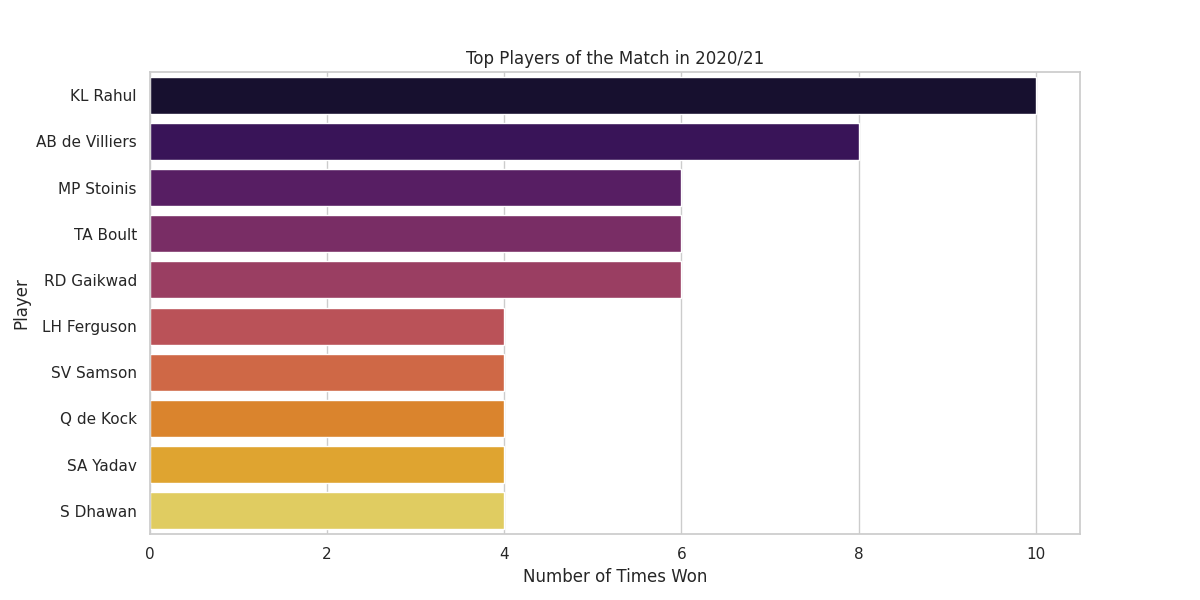 Top Players of the Match in 2020/21
Player
KL Rahul
AB de Villiers
MP Stoinis
TA Boult
RD Gaikwad
LH Ferguson
SV Samson
Q de Kock
SA Yadav
S Dhawan
0 2 4 6 8 10
Number of Times Won